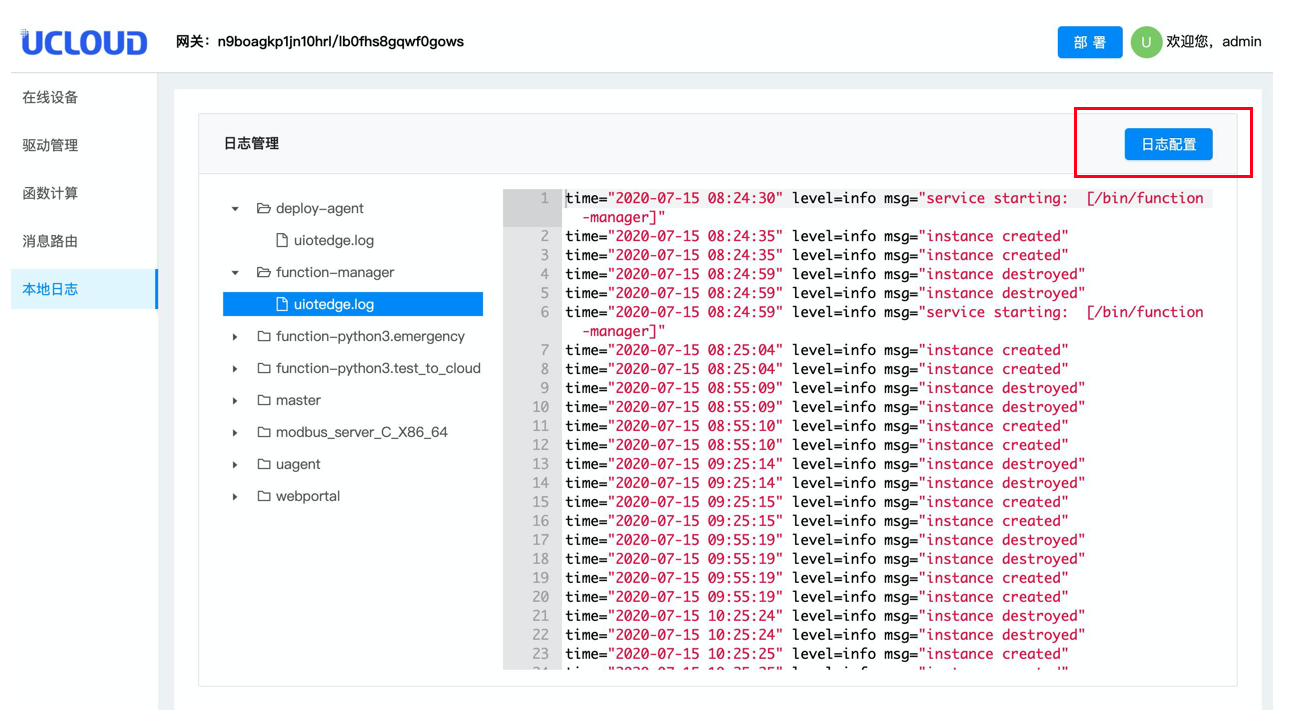 UCLOUD 网关：n9boagkp1jn10hrl/lb0fhs8gqwf0gows 部 署 U 欢迎您，admin
在线设备
驱动管理
函数计算
消息路由
本地日志
日志管理 日志配置
deploy-agent
uiotedge.log
function-manager
uiotedge.log
function-python3.emergency
function-python3.test_to_cloud
master
modbus_server_C_X86_64
uagent
webportal
1 time="2020-07-15 08:24:30" level=info msg="service starting:  [/bin/function
-manager]"
2 time="2020-07-15 08:24:35" level=info msg="instance created"
3 time="2020-07-15 08:24:35" level=info msg="instance created"
4 time="2020-07-15 08:24:59" level=info msg="instance destroyed"
5 time="2020-07-15 08:24:59" level=info msg="instance destroyed"
6 time="2020-07-15 08:24:59" level=info msg="service starting:  [/bin/function
-manager]"
7 time="2020-07-15 08:25:04" level=info msg="instance created"
8 time="2020-07-15 08:25:04" level=info msg="instance created"
9 time="2020-07-15 08:55:09" level=info msg="instance destroyed"
10 time="2020-07-15 08:55:09" level=info msg="instance destroyed"
11 time="2020-07-15 08:55:10" level=info msg="instance created"
12 time="2020-07-15 08:55:10" level=info msg="instance created"
13 time="2020-07-15 09:25:14" level=info msg="instance destroyed"
14 time="2020-07-15 09:25:14" level=info msg="instance destroyed"
15 time="2020-07-15 09:25:15" level=info msg="instance created"
16 time="2020-07-15 09:25:15" level=info msg="instance created"
17 time="2020-07-15 09:55:19" level=info msg="instance destroyed"
18 time="2020-07-15 09:55:19" level=info msg="instance destroyed"
19 time="2020-07-15 09:55:19" level=info msg="instance created"
20 time="2020-07-15 09:55:19" level=info msg="instance created"
21 time="2020-07-15 10:25:24" level=info msg="instance destroyed"
22 time="2020-07-15 10:25:24" level=info msg="instance destroyed"
23 time="2020-07-15 10:25:25" level=info msg="instance created"